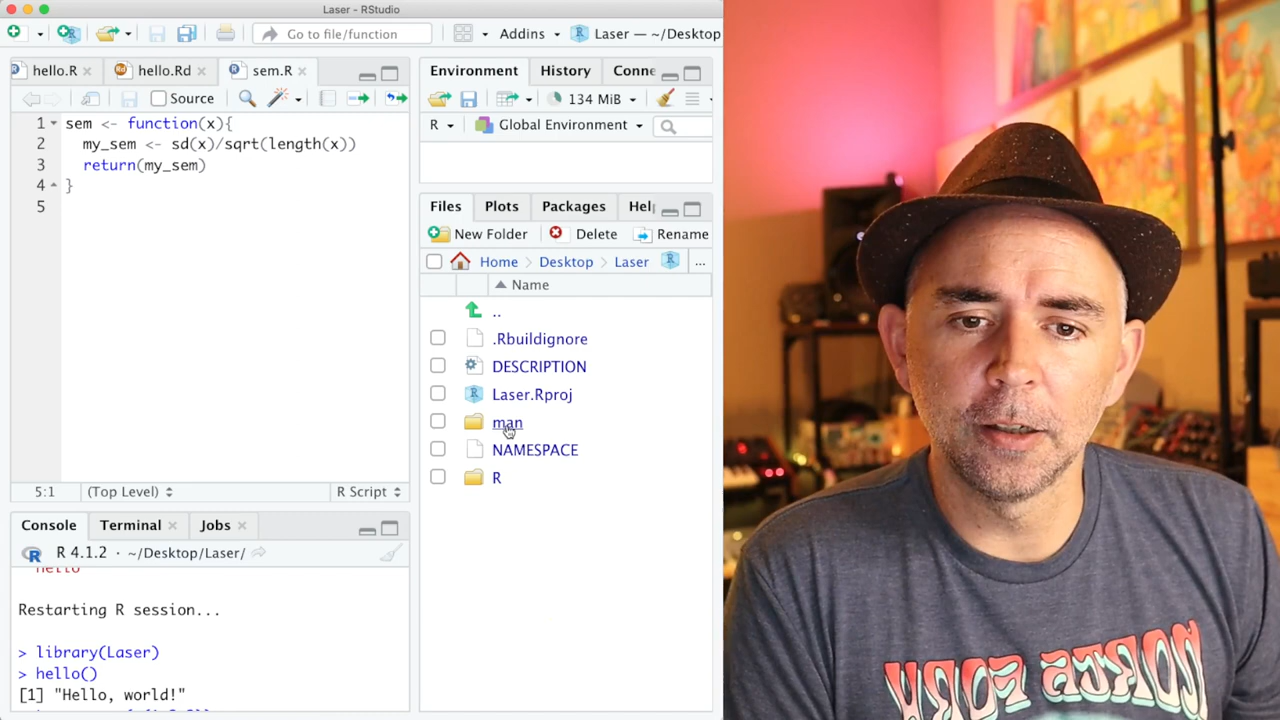 Laser - RStudio
Go to file/function
Addins
Laser — ~/Desktop
hello.R
hello.Rd
sem.R
Source
1 sem <- function(x){
2 my_sem <- sd(x)/sqrt(length(x))
3 return(my_sem)
4 }
5
5:1
(Top Level)
R Script
Console
Terminal
Jobs
R 4.1.2 · ~/Desktop/Laser/
hello
Restarting R session...
> library(Laser)
> hello()
[1] "Hello, world!"
Environment
History
Conne
134 MiB
R
Global Environment
Files
Plots
Packages
Hel
New Folder
Delete
Rename
Home
Desktop
Laser
...
Name
..
.Rbuildignore
DESCRIPTION
Laser.Rproj
man
NAMESPACE
R